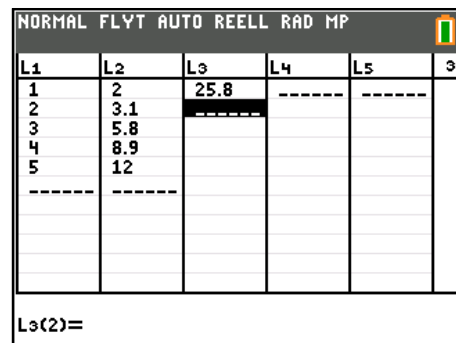 NORMAL FLYT AUTO REELL RAD MP
L1 L2 L3 L4 L5 3
1 2 25.8 ------ ------
2 3.1 ------
3 5.8
4 8.9
5 12
------ ------
L3(2)=